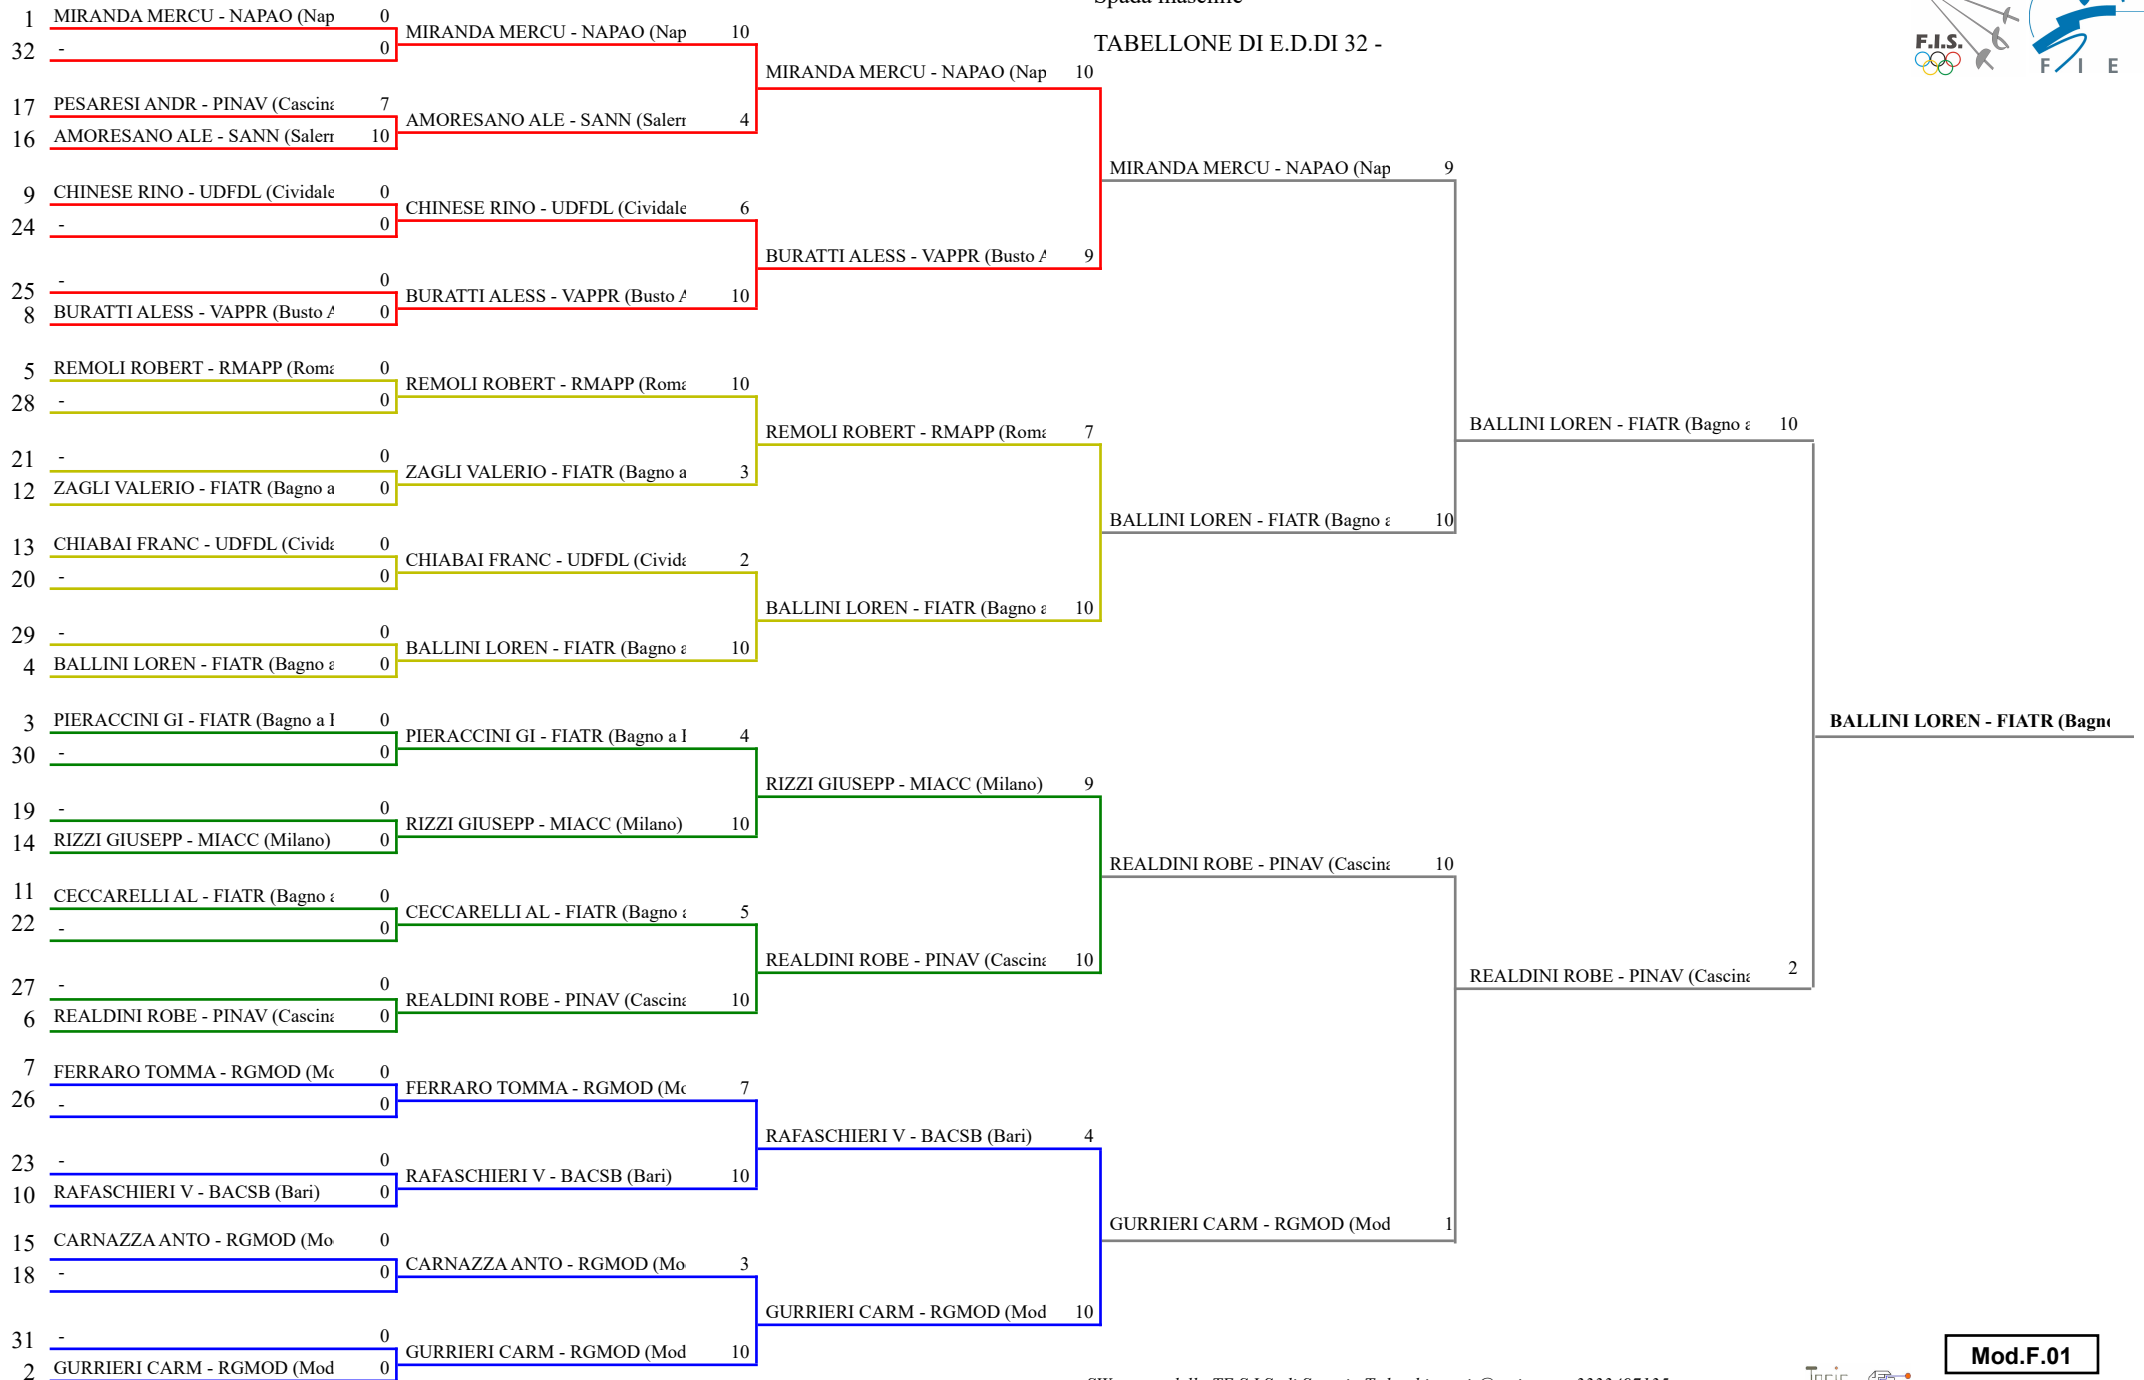 TABELLONE DI E.D.DI 32 -
F.I.S.
F I E
1 MIRANDA MERCU - NAPAO (Nap 0
32 - 0
17 PESARESI ANDR - PINAV (Cascina 7
16 AMORESANO ALE - SANN (Salern 10
9 CHINESE RINO - UDFDL (Cividale 0
24 - 0
25 - 0
8 BURATTI ALESS - VAPPR (Busto A 0
5 REMOLI ROBERT - RMAPP (Roma 0
28 - 0
21 - 0
12 ZAGLI VALERIO - FIATR (Bagno a 0
13 CHIABAI FRANC - UDFDL (Civida 0
20 - 0
29 - 0
4 BALLINI LOREN - FIATR (Bagno a 0
3 PIERACCINI GI - FIATR (Bagno a 0
30 - 0
19 - 0
14 RIZZI GIUSEPP - MIACC (Milano) 0
11 CECCARELLI AL - FIATR (Bagno a 0
22 - 0
27 - 0
6 REALDINI ROBE - PINAV (Cascina 0
7 FERRARO TOMMA - RGMOD (Mo 0
26 - 0
23 - 0
10 RAFASCHIERI V - BACSB (Bari) 0
15 CARNAZZA ANTO - RGMOD (Mo 0
18 - 0
31 - 0
2 GURRIERI CARM - RGMOD (Mod 0
MIRANDA MERCU - NAPAO (Nap 10
AMORESANO ALE - SANN (Salern 4
CHINESE RINO - UDFDL (Cividale 6
BURATTI ALESS - VAPPR (Busto A 10
REMOLI ROBERT - RMAPP (Roma 10
ZAGLI VALERIO - FIATR (Bagno a 3
CHIABAI FRANC - UDFDL (Civida 2
BALLINI LOREN - FIATR (Bagno a 10
PIERACCINI GI - FIATR (Bagno a 4
RIZZI GIUSEPP - MIACC (Milano) 10
CECCARELLI AL - FIATR (Bagno a 5
REALDINI ROBE - PINAV (Cascina 10
FERRARO TOMMA - RGMOD (Mo 7
RAFASCHIERI V - BACSB (Bari) 10
CARNAZZA ANTO - RGMOD (Mo 3
GURRIERI CARM - RGMOD (Mod 10
MIRANDA MERCU - NAPAO (Nap 10
BURATTI ALESS - VAPPR (Busto A 9
REMOLI ROBERT - RMAPP (Roma 7
BALLINI LOREN - FIATR (Bagno a 10
RIZZI GIUSEPP - MIACC (Milano) 9
REALDINI ROBE - PINAV (Cascina 10
RAFASCHIERI V - BACSB (Bari) 4
GURRIERI CARM - RGMOD (Mod 10
MIRANDA MERCU - NAPAO (Nap 9
BALLINI LOREN - FIATR (Bagno a 10
REALDINI ROBE - PINAV (Cascina 10
GURRIERI CARM - RGMOD (Mod 1
BALLINI LOREN - FIATR (Bagno a 10
REALDINI ROBE - PINAV (Cascina 2
BALLINI LOREN - FIATR (Bagno
Mod.F.01